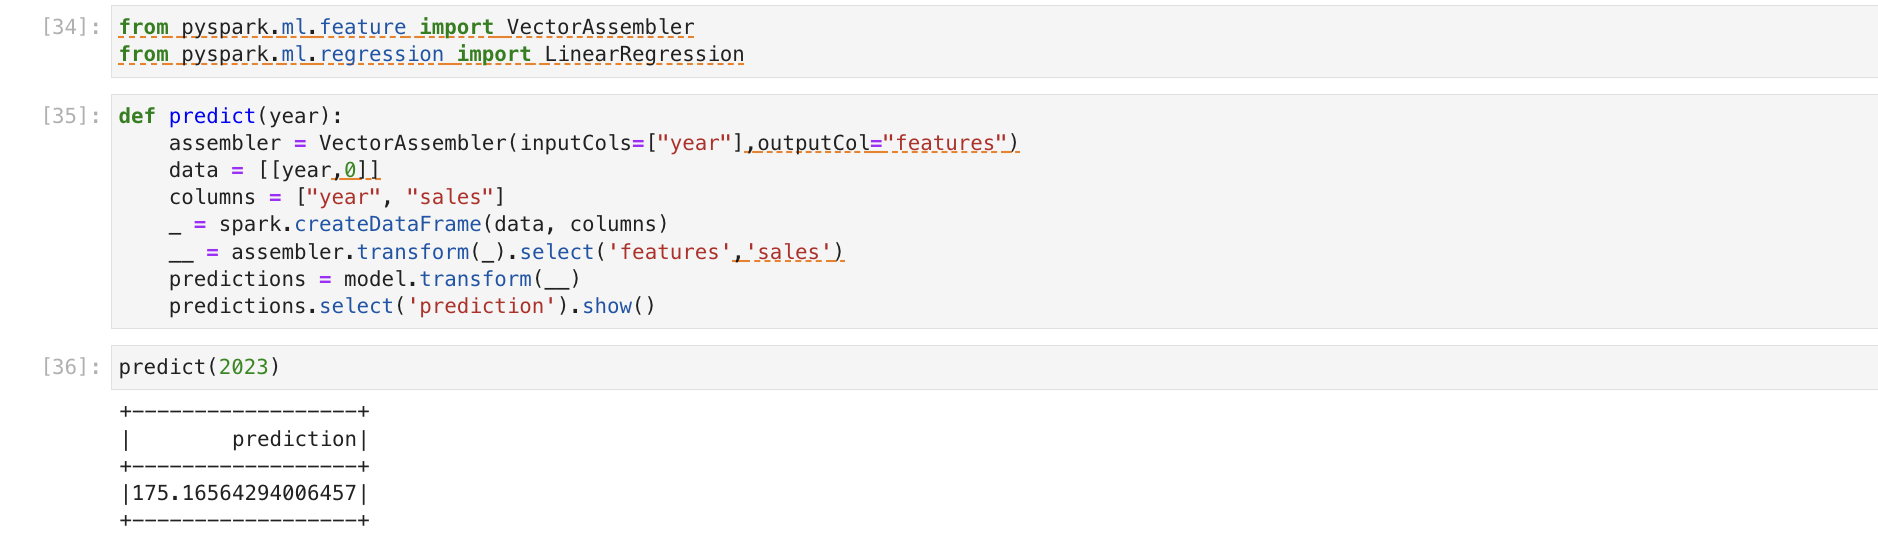 [34]: from pyspark.ml.feature import VectorAssembler
from pyspark.ml.regression import LinearRegression
[35]: def predict(year):
    assembler = VectorAssembler(inputCols=["year"],outputCol="features")
    data = [[year,0]]
    columns = ["year", "sales"]
    _ = spark.createDataFrame(data, columns)
    __ = assembler.transform(_).select('features','sales')
    predictions = model.transform(__)
    predictions.select('prediction').show()
[36]: predict(2023)
+------------------+
|        prediction|
+------------------+
|175.16564294006457|
+------------------+